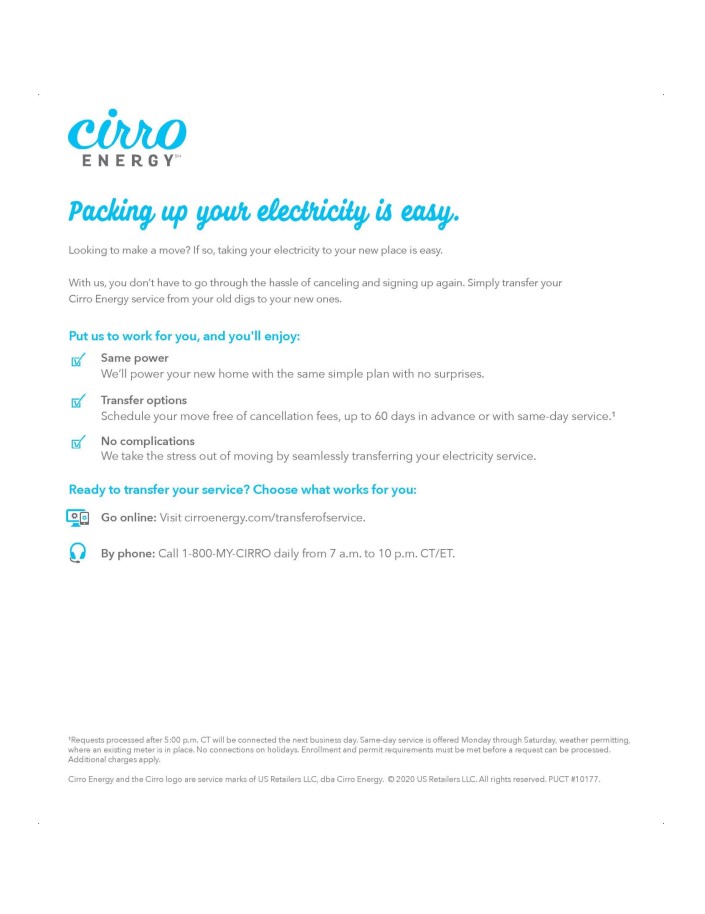 cirro
ENERGY℠
Packing up your electricity is easy.
Looking to make a move? If so, taking your electricity to your new place is easy.
With us, you don't have to go through the hassle of canceling and signing up again. Simply transfer your
Cirro Energy service from your old digs to your new ones.
Put us to work for you, and you'll enjoy:
Same power
We'll power your new home with the same simple plan with no surprises.
Transfer options
Schedule your move free of cancellation fees, up to 60 days in advance or with same-day service.¹
No complications
We take the stress out of moving by seamlessly transferring your electricity service.
Ready to transfer your service? Choose what works for you:
Go online: Visit cirroenergy.com/transferofservice.
By phone: Call 1-800-MY-CIRRO daily from 7 a.m. to 10 p.m. CT/ET.
¹Requests processed after 5:00 p.m. CT will be connected the next business day. Same-day service is offered Monday through Saturday, weather permitting,
where an existing meter is in place. No connections on holidays. Enrollment and permit requirements must be met before a request can be processed.
Additional charges apply.
Cirro Energy and the Cirro logo are service marks of US Retailers LLC, dba Cirro Energy. © 2020 US Retailers LLC. All rights reserved. PUCT #10177.